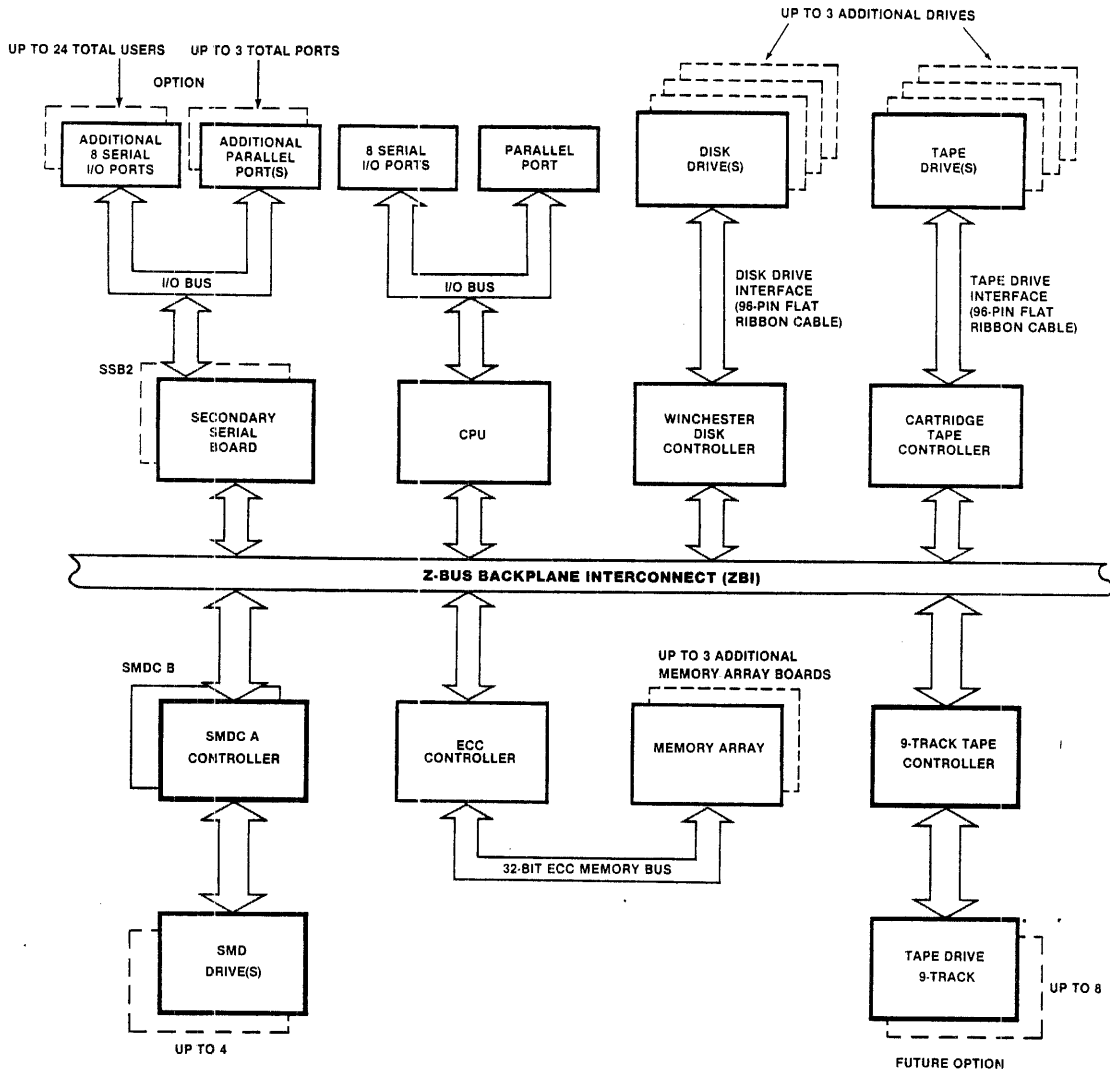 UP TO 3 ADDITIONAL DRIVES
UP TO 24 TOTAL USERS
UP TO 3 TOTAL PORTS
OPTION
ADDITIONAL
8 SERIAL
I/O PORTS
ADDITIONAL
PARALLEL
PORT(S)
8 SERIAL
I/O PORTS
PARALLEL
PORT
DISK
DRIVE(S)
TAPE
DRIVE(S)
I/O BUS
I/O BUS
DISK DRIVE
INTERFACE
(96-PIN FLAT
RIBBON CABLE)
TAPE DRIVE
INTERFACE
(96-PIN FLAT
RIBBON CABLE)
SSB2
SECONDARY
SERIAL
BOARD
CPU
WINCHESTER
DISK
CONTROLLER
CARTRIDGE
TAPE
CONTROLLER
Z-BUS BACKPLANE INTERCONNECT (ZBI)
SMDC B
SMDC A
CONTROLLER
ECC
CONTROLLER
UP TO 3 ADDITIONAL
MEMORY ARRAY BOARDS
MEMORY ARRAY
9-TRACK TAPE
CONTROLLER
32-BIT ECC MEMORY BUS
SMD
DRIVE(S)
UP TO 4
TAPE DRIVE
9-TRACK
UP TO 8
FUTURE OPTION